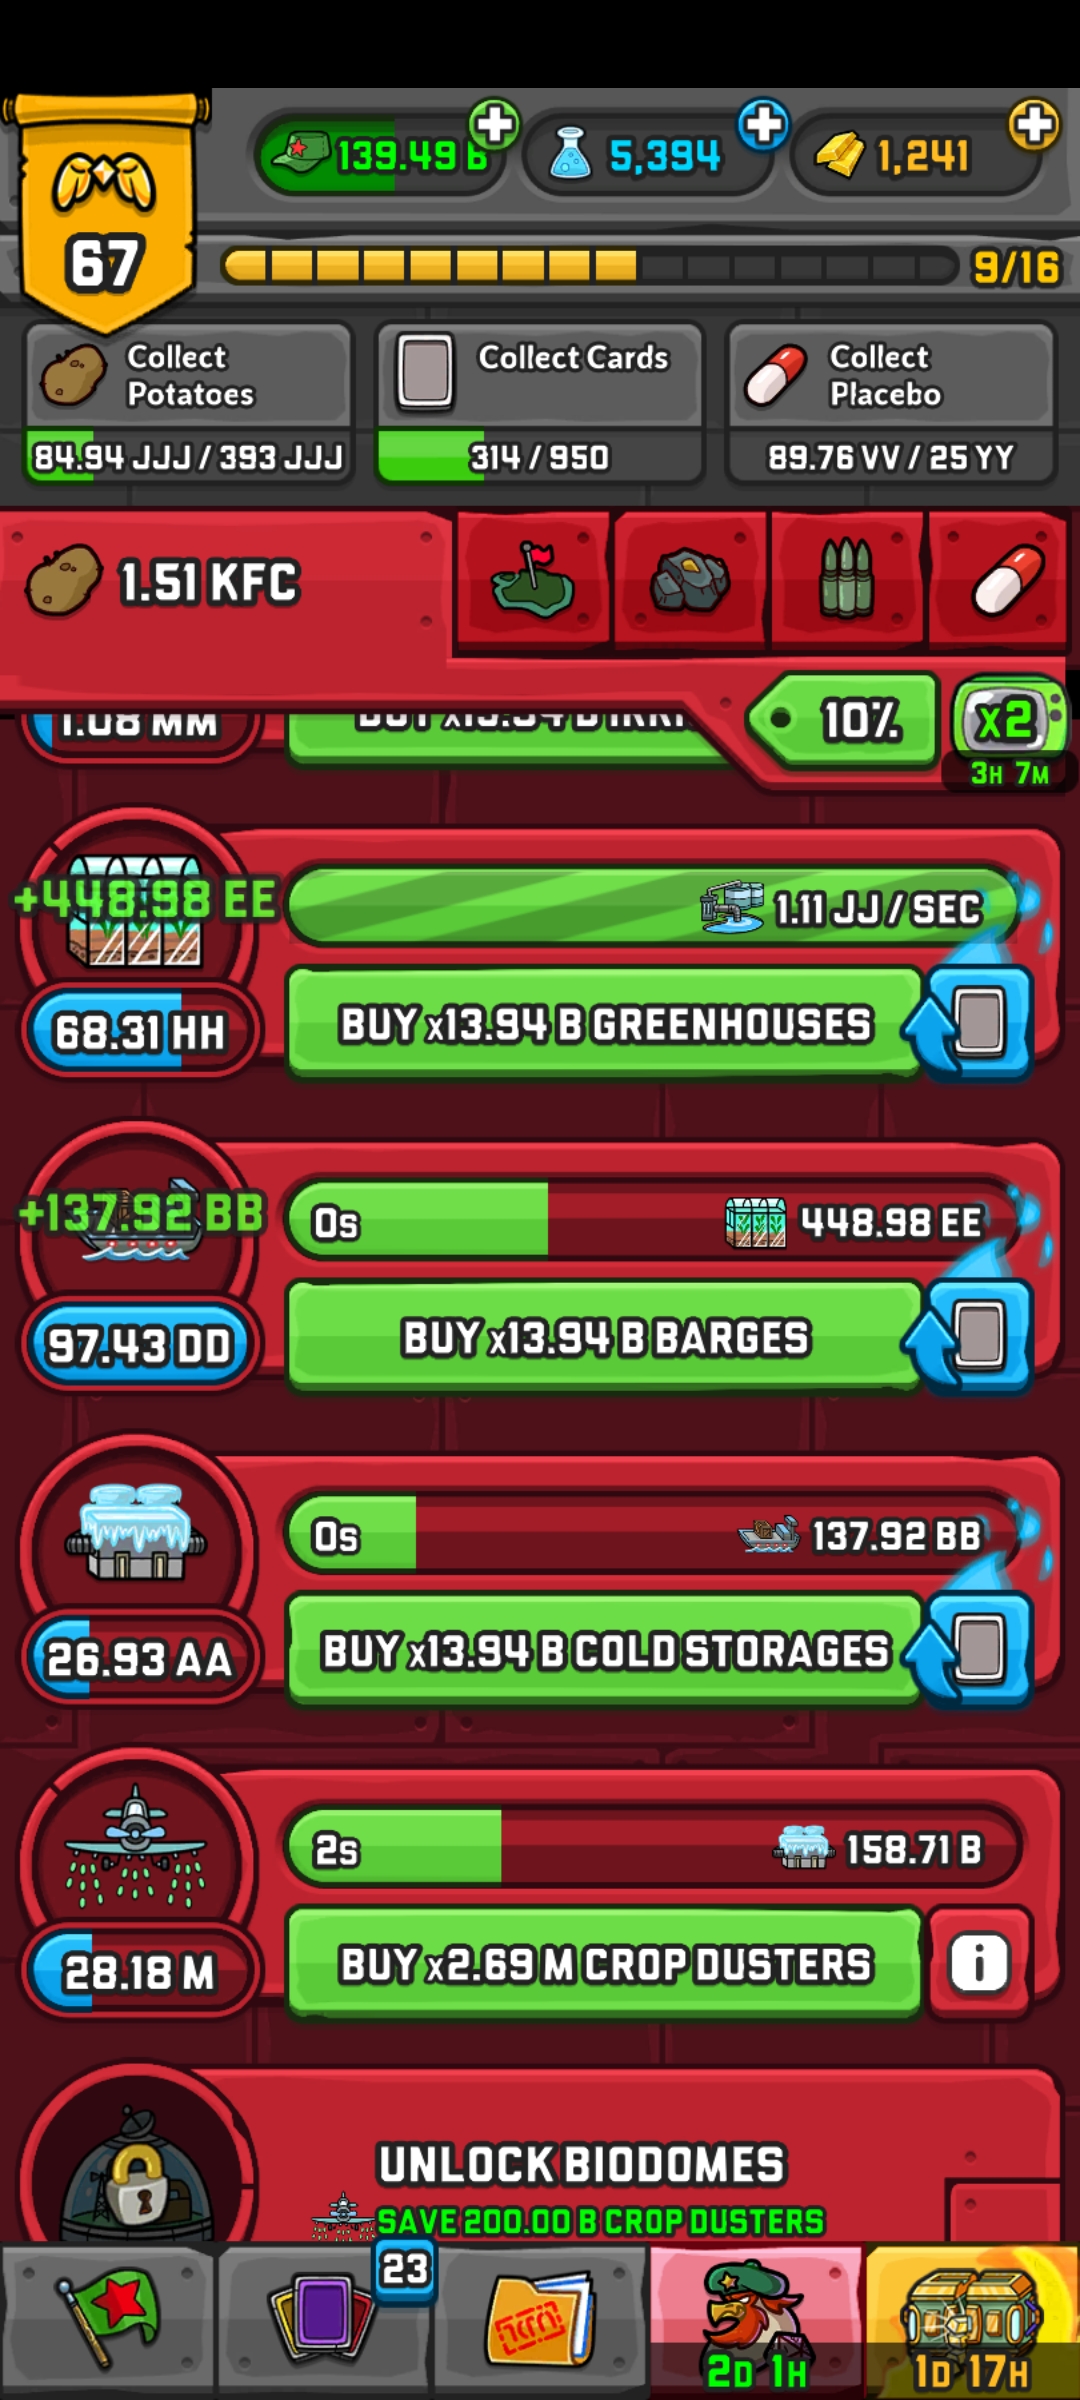 139.49 B
5,394
1,241
67
9/16
Collect
Potatoes
84.94 JJJ / 393 JJJ
Collect Cards
314 / 950
Collect
Placebo
89.76 VV / 25 YY
1.51 KFC
10%
x2
3H 7M
1.08 MM
+448.98 EE
1.11 JJ / SEC
68.31 HH
BUY x13.94 B GREENHOUSES
+137.92 BB
0s
448.98 EE
97.43 DD
BUY x13.94 B BARGES
0s
137.92 BB
26.93 AA
BUY x13.94 B COLD STORAGES
2s
158.71 B
28.18 M
BUY x2.69 M CROP DUSTERS
i
UNLOCK BIODOMES
SAVE 200.00 B CROP DUSTERS
23
2D 1H
1D 17H